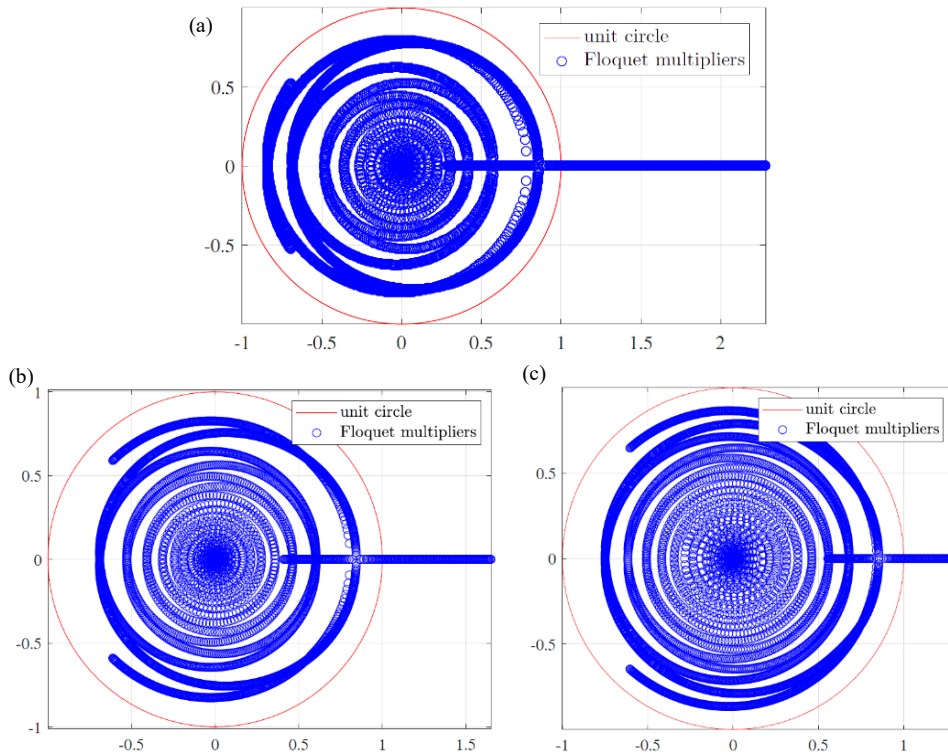 (a)
unit circle
Floquet multipliers
0.5
0
-0.5
-1 -0.5 0 0.5 1 1.5 2
(b)
1
unit circle
Floquet multipliers
0.5
0
-0.5
-1
-0.5 0 0.5 1 1.5
(c)
unit circle
Floquet multipliers
0.5
0
-0.5
-1 -0.5 0 0.5 1